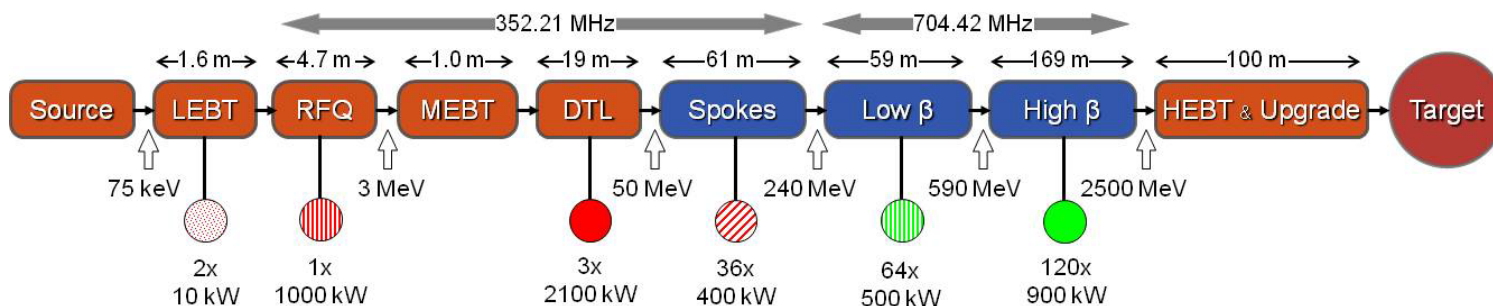 352.21 MHz 704.42 MHz
1.6 m 4.7 m 1.0 m 19 m 61 m 59 m 169 m 100 m
Source LEBT RFQ MEBT DTL Spokes Low β High β HEBT & Upgrade Target
75 keV 3 MeV 50 MeV 240 MeV 590 MeV 2500 MeV
2x 1x 3x 36x 64x 120x
10 kW 1000 kW 2100 kW 400 kW 500 kW 900 kW